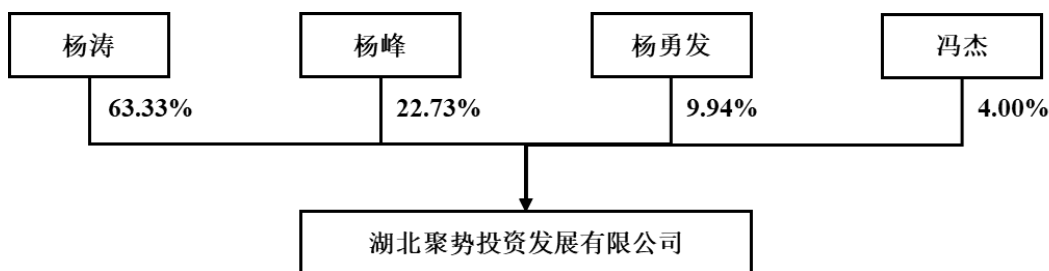 杨涛
杨峰
杨勇发
冯杰
63.33%
22.73%
9.94%
4.00%
湖北聚势投资发展有限公司